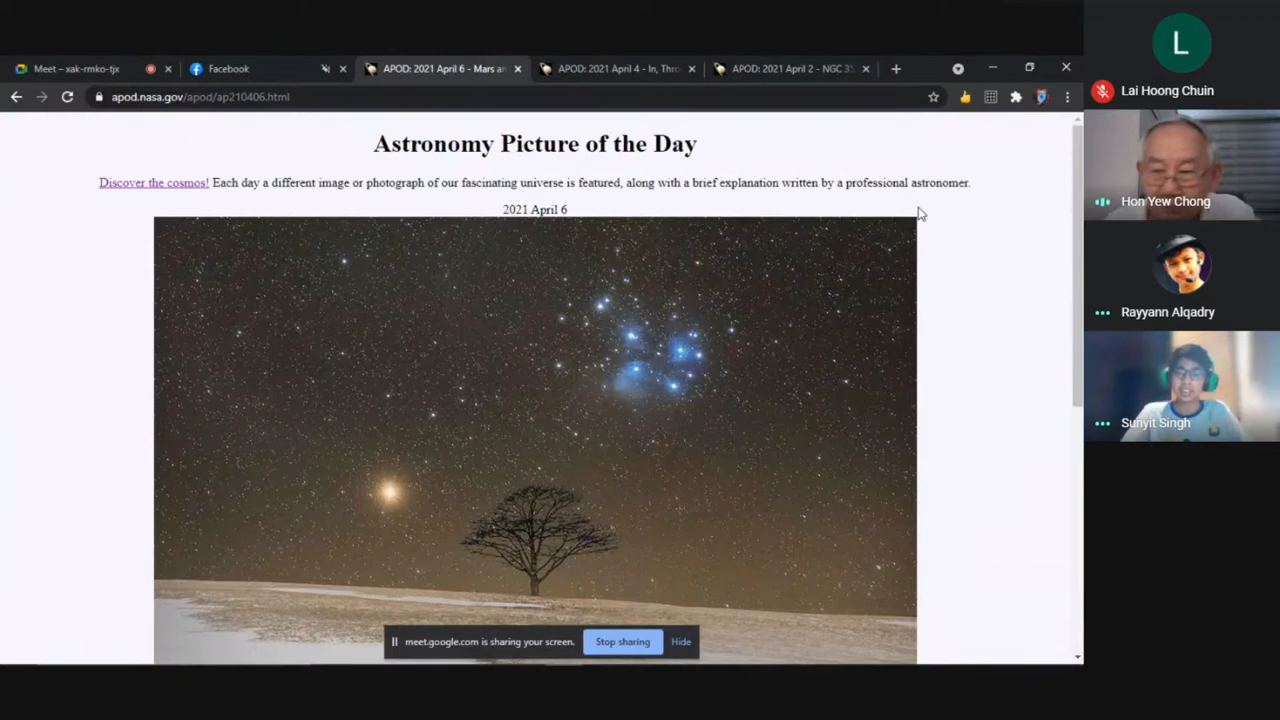 Meet – xak-rmko-tjx
Facebook
APOD: 2021 April 6 – Mars an
APOD: 2021 April 4 - In, Thro
APOD: 2021 April 2 - NGC 35
apod.nasa.gov/apod/ap210406.html
Astronomy Picture of the Day
Discover the cosmos! Each day a different image or photograph of our fascinating universe is featured, along with a brief explanation written by a professional astronomer.
2021 April 6
meet.google.com is sharing your screen.
Stop sharing
Hide
L
Lai Hoong Chuin
Hon Yew Chong
Rayyann Alqadry
Sunyit Singh